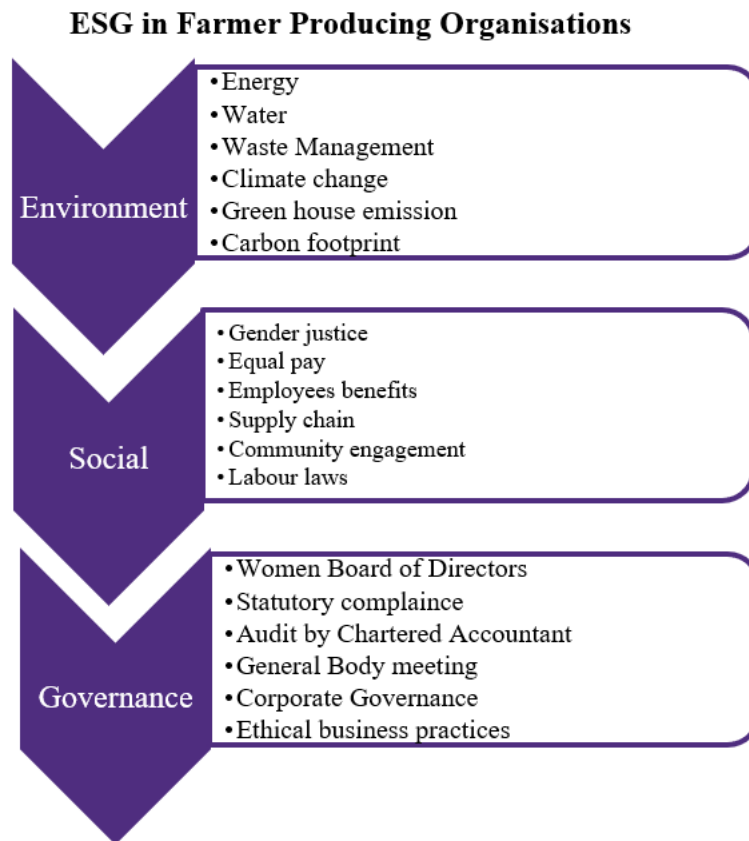 ESG in Farmer Producing Organisations
Environment
•Energy
•Water
•Waste Management
•Climate change
•Green house emission
•Carbon footprint
Social
•Gender justice
•Equal pay
•Employees benefits
•Supply chain
•Community engagement
•Labour laws
Governance
•Women Board of Directors
•Statutory complaince
•Audit by Chartered Accountant
•General Body meeting
•Corporate Governance
•Ethical business practices